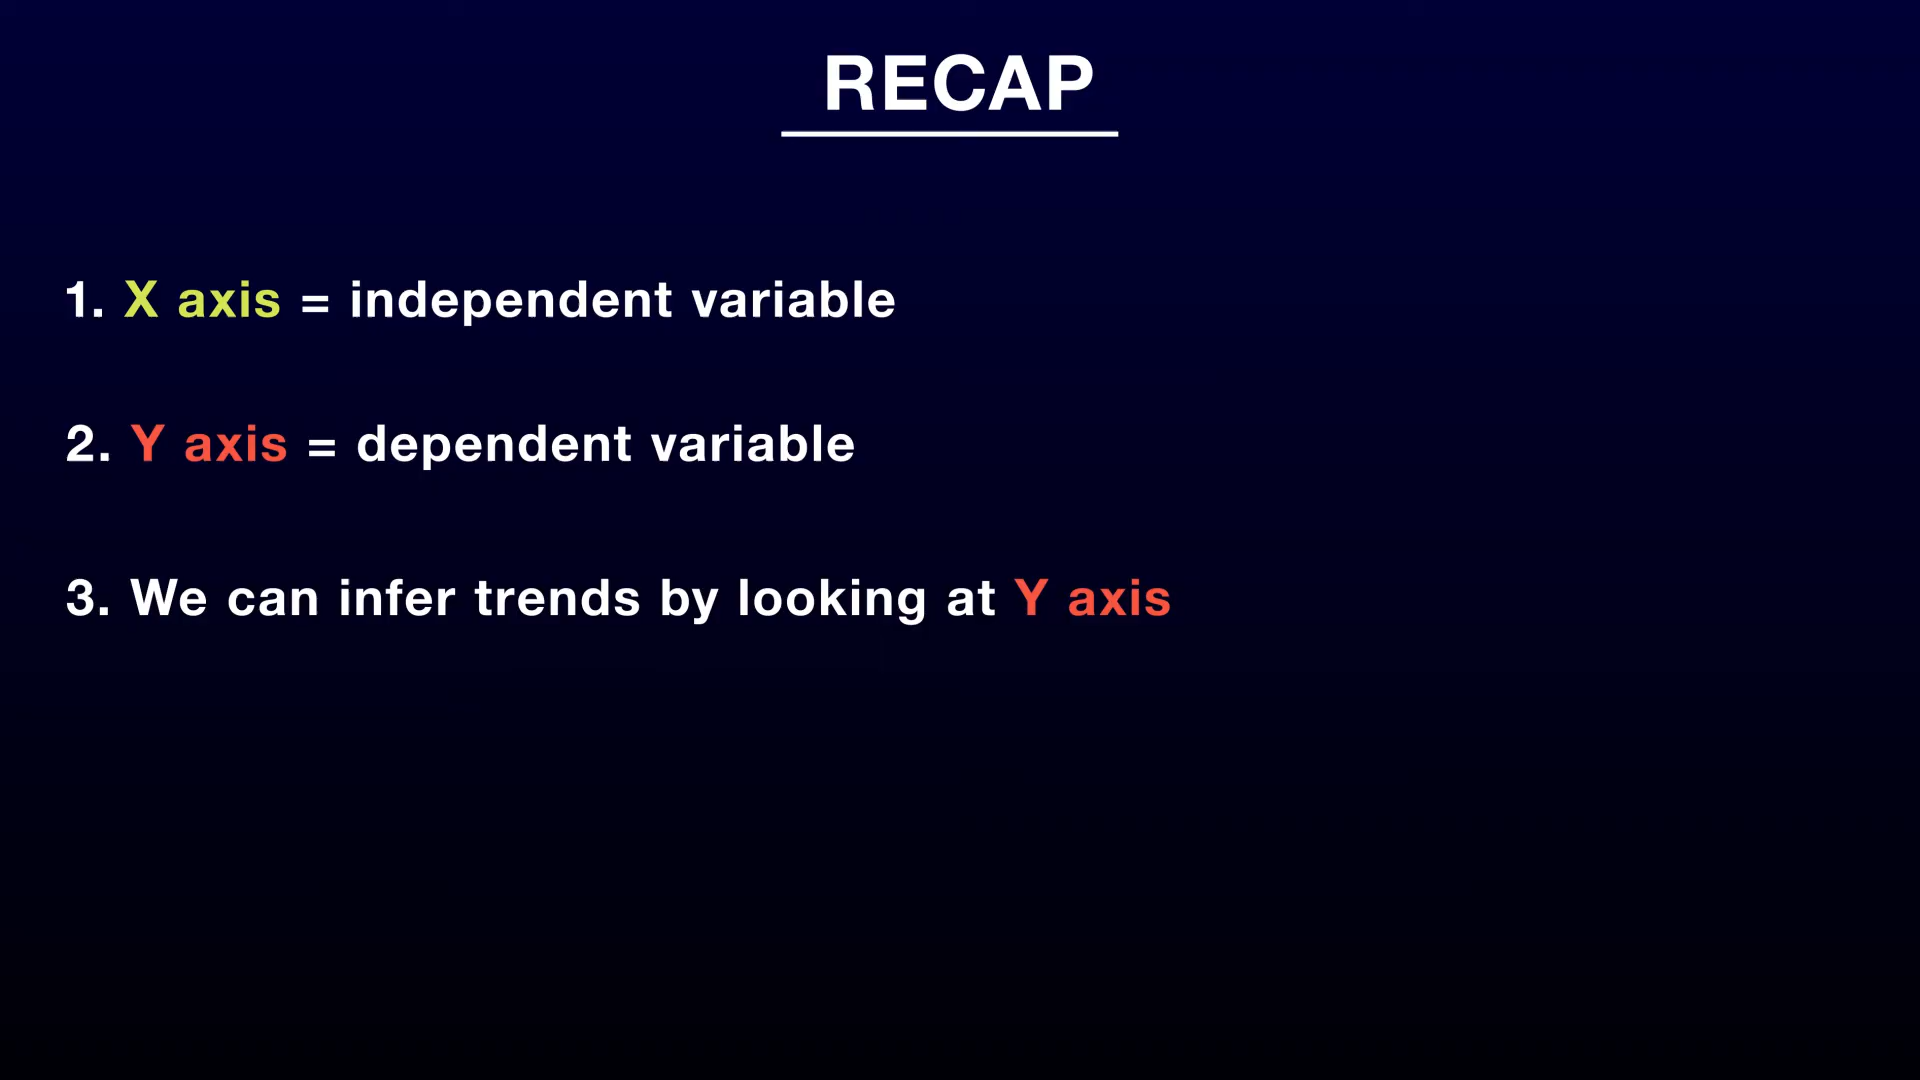 RECAP
1. X axis = independent variable
2. Y axis = dependent variable
3. We can infer trends by looking at Y axis